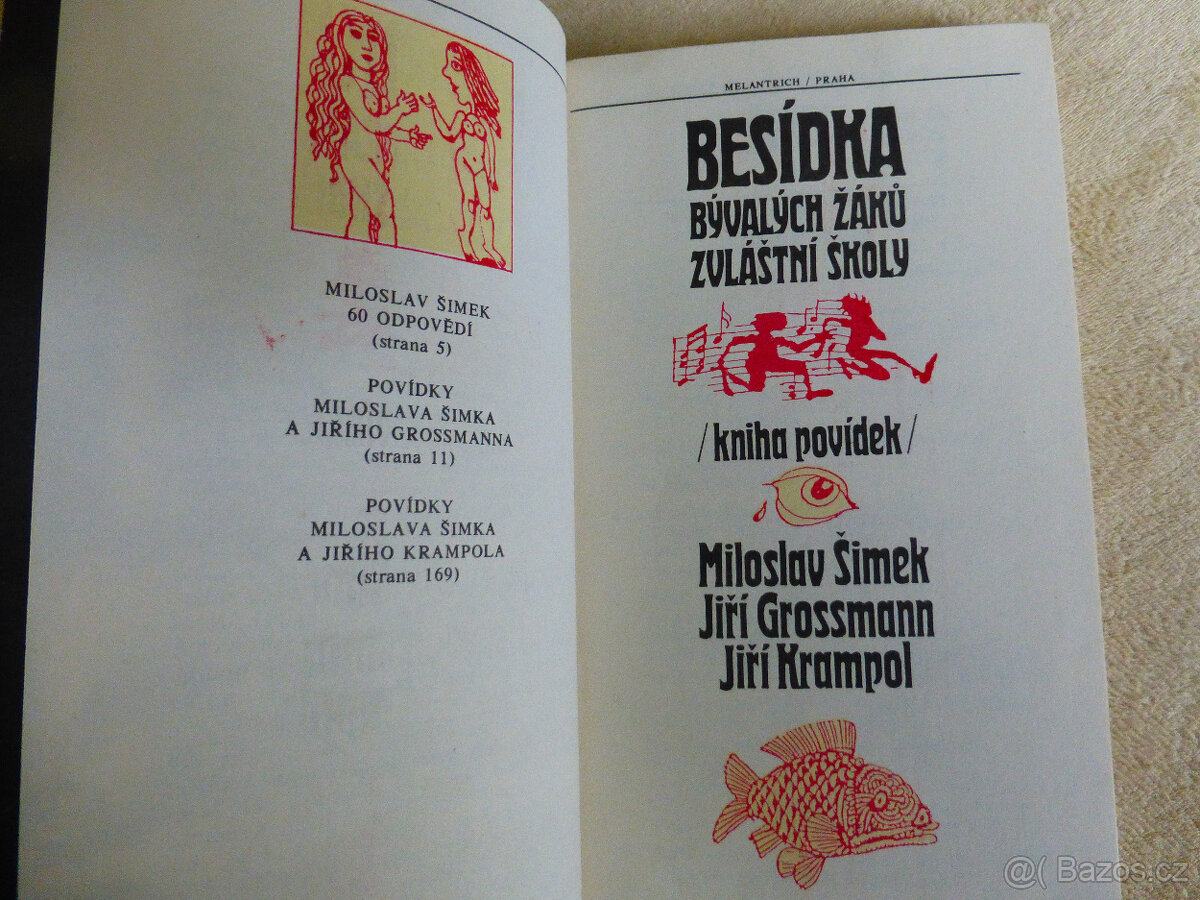 MILOSLAV ŠIMEK
60 ODPOVĚDÍ
(strana 5)
POVÍDKY
MILOSLAVA ŠIMKA
A JIŘÍHO GROSSMANNA
(strana 11)
POVÍDKY
MILOSLAVA ŠIMKA
A JIŘÍHO KRAMPOLA
(strana 169)
MELANTRICH / PRAHA
BESÍDKA
BÝVALÝCH ŽÁKŮ
ZVLÁŠTNÍ ŠKOLY
/kniha povídek/
Miloslav Šimek
Jiří Grossmann
Jiří Krampol
@( Bazos.cz